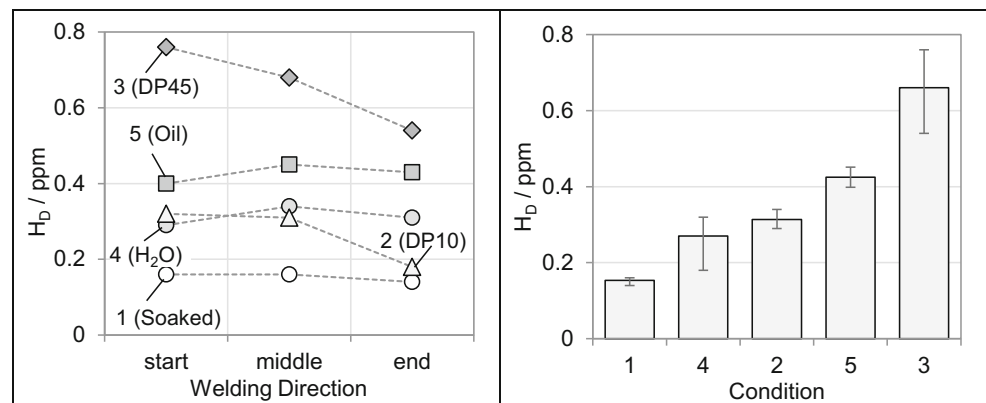 0.8
0.6
0.4
0.2
0
H_D / ppm
3 (DP45)
5 (Oil)
4 (H₂O)
2 (DP10)
1 (Soaked)
start middle end
Welding Direction
0.8
0.6
0.4
0.2
0
H_D / ppm
1 4 2 5 3
Condition